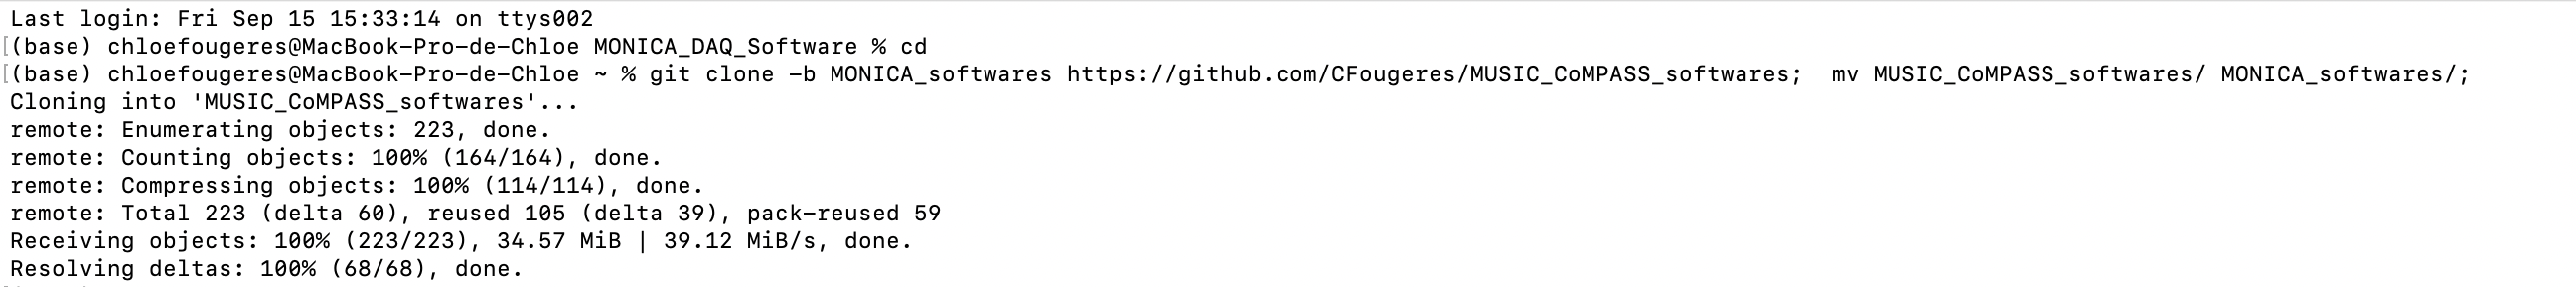 Last login: Fri Sep 15 15:33:14 on ttys002
[(base) chloefougeres@MacBook-Pro-de-Chloe MONICA_DAQ_Software % cd
[(base) chloefougeres@MacBook-Pro-de-Chloe ~ % git clone -b MONICA_softwares https://github.com/CFougeres/MUSIC_CoMPASS_softwares;  mv MUSIC_CoMPASS_softwares/ MONICA_softwares/;
Cloning into 'MUSIC_CoMPASS_softwares'...
remote: Enumerating objects: 223, done.
remote: Counting objects: 100% (164/164), done.
remote: Compressing objects: 100% (114/114), done.
remote: Total 223 (delta 60), reused 105 (delta 39), pack-reused 59
Receiving objects: 100% (223/223), 34.57 MiB | 39.12 MiB/s, done.
Resolving deltas: 100% (68/68), done.